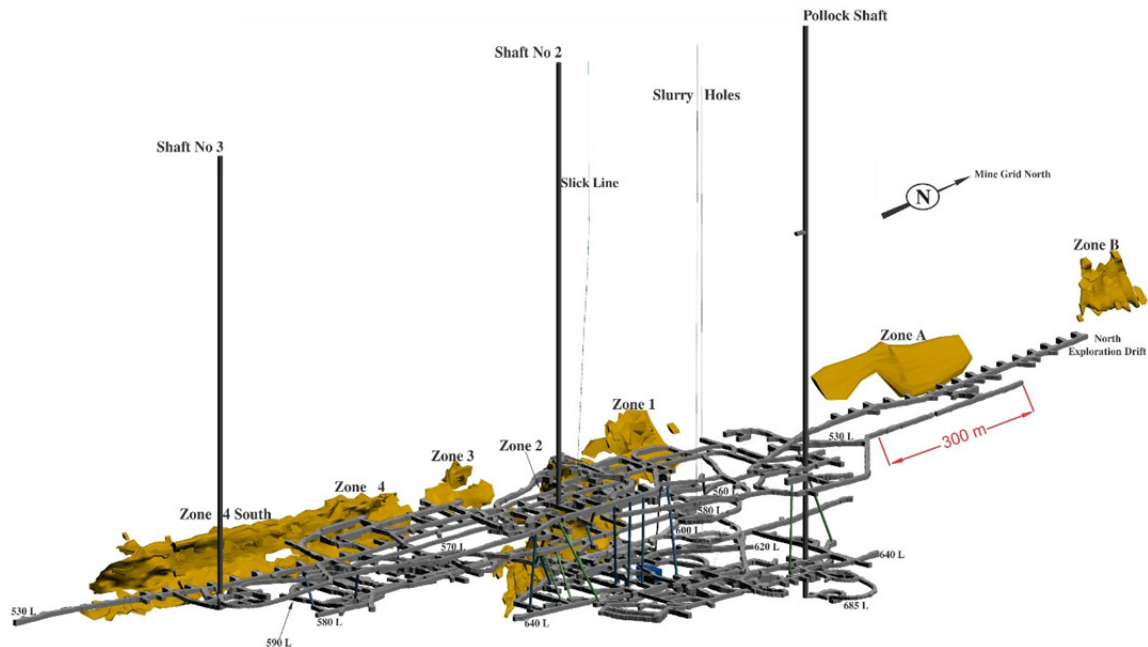 Pollock Shaft
Shaft No 2
Slurry Holes
Shaft No 3
Mine Grid North
N
Slick Line
Zone B
Zone A
North
Exploration Drift
Zone 1
530 L
300 m
Zone 2
Zone 3
Zone 4
560 L
Zone 4 South
580 L
600 L
570 L
620 L
640 L
530 L
580 L
640 L
685 L
590 L